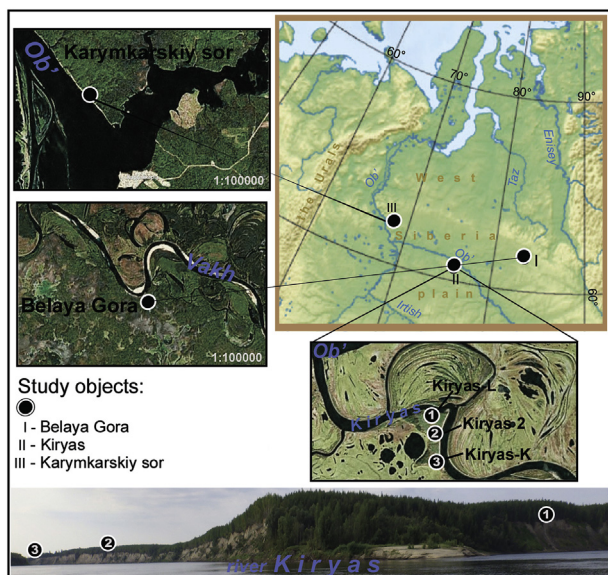 Ob'
Karymkarskiy sor
1:100000
Vakh
Belaya Gora
1:100000
60°
70°
80°
90°
60°
The Urals
Ob
West
Siberia
plain
Taz
Enisey
Ob
Irtish
III
II
I
Study objects:
I - Belaya Gora
II - Kiryas
III - Karymkarskiy sor
Ob'
Kiryas
Kiryas-L
1
2
Kiryas-2
3
Kiryas-K
3
2
1
river Kiryas